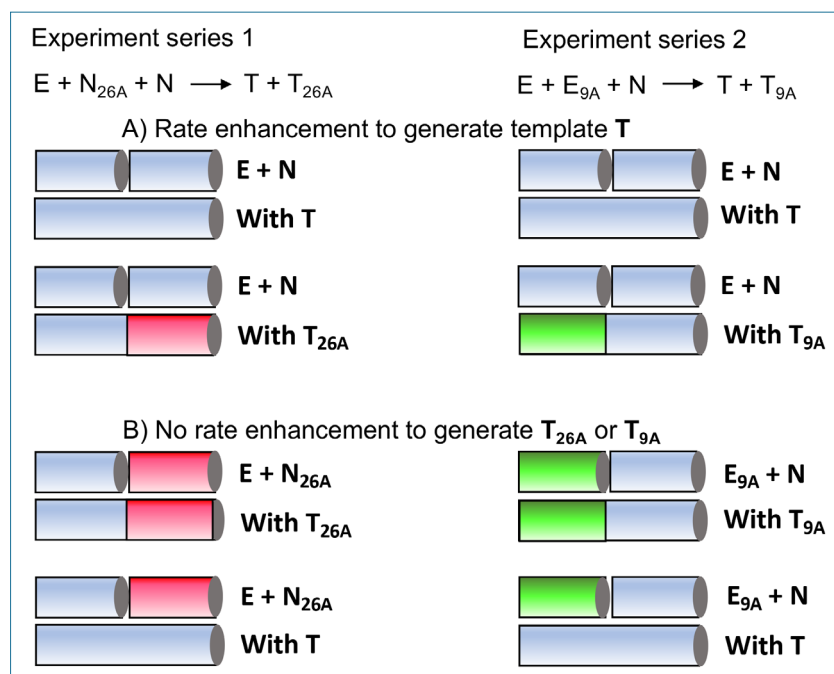 Experiment series 1
Experiment series 2
E + N26A + N → T + T26A
E + E9A + N → T + T9A
A) Rate enhancement to generate template T
E + N
E + N
With T
With T
E + N
E + N
With T26A
With T9A
B) No rate enhancement to generate T26A or T9A
E + N26A
E9A + N
With T26A
With T9A
E + N26A
E9A + N
With T
With T